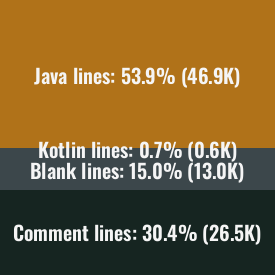 Java lines: 53.9% (46.9K)
Kotlin lines: 0.7% (0.6K)
Blank lines: 15.0% (13.0K)
Comment lines: 30.4% (26.5K)